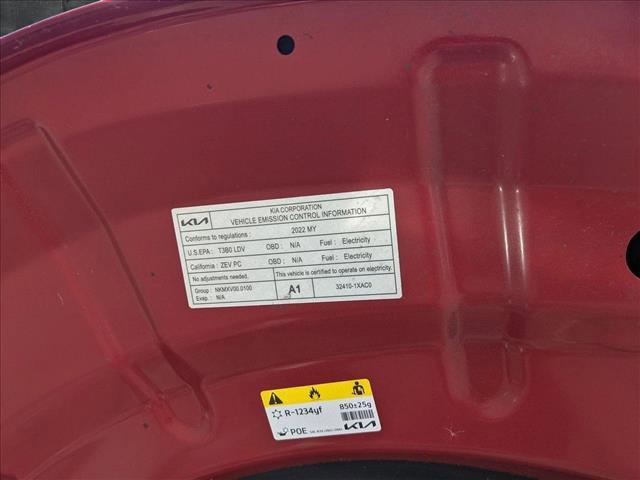 KIA
KIA CORPORATION
VEHICLE EMISSION CONTROL INFORMATION
Conforms to regulations : 2022 MY
U.S.EPA : T3B0 LDV OBD : N/A Fuel : Electricity
California : ZEV PC OBD : N/A Fuel : Electricity
No adjustments needed. This vehicle is certified to operate on electricity.
Group : NKMXV00.0100 A1 32410-1XAC0
Evap. : N/A
R-1234yf 850±25g
POE KIA